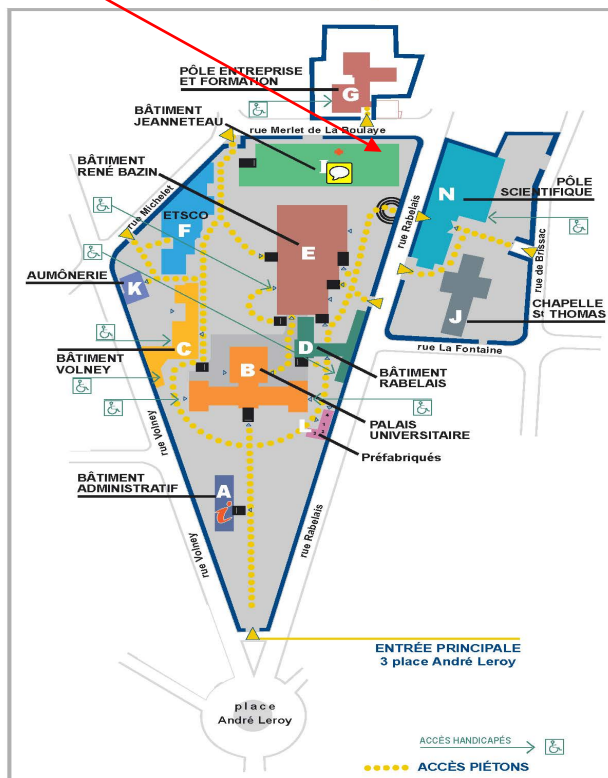 PÔLE ENTREPRISE
ET FORMATION
G
BÂTIMENT
JEANNETEAU
rue Merlet de La Boulaye
BÂTIMENT
RENÉ BAZIN
I
N
PÔLE
SCIENTIFIQUE
rue Michelet
ETSCO
F
rue Rabelais
E
rue de Brissac
AUMÔNERIE
K
J
CHAPELLE
St THOMAS
C
D
rue La Fontaine
BÂTIMENT
VOLNEY
B
BÂTIMENT
RABELAIS
PALAIS
UNIVERSITAIRE
rue Volney
L
Préfabriqués
BÂTIMENT
ADMINISTRATIF
A
i
rue Volney
rue Rabelais
ENTRÉE PRINCIPALE
3 place André Leroy
place
André Leroy
ACCÈS HANDICAPÉS
ACCÈS PIÉTONS